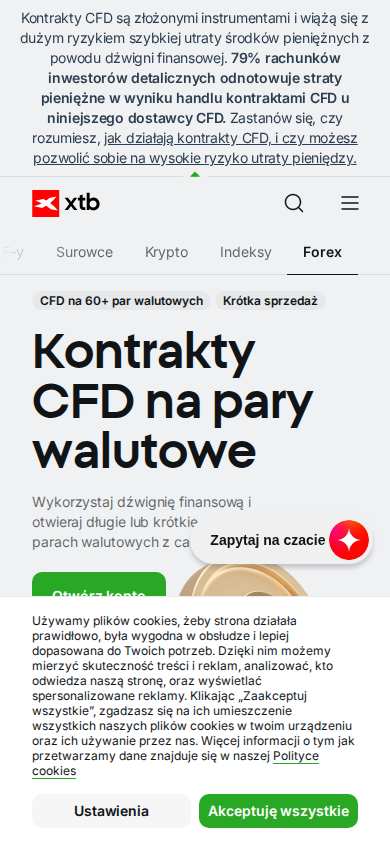 Kontrakty CFD są złożonymi instrumentami i wiążą się z
dużym ryzykiem szybkiej utraty środków pieniężnych z
powodu dźwigni finansowej. 79% rachunków
inwestorów detalicznych odnotowuje straty
pieniężne w wyniku handlu kontraktami CFD u
niniejszego dostawcy CFD. Zastanów się, czy
rozumiesz, jak działają kontrakty CFD, i czy możesz
pozwolić sobie na wysokie ryzyko utraty pieniędzy.
xtb
Surowce Krypto Indeksy Forex
CFD na 60+ par walutowych Krótka sprzedaż
Kontrakty
CFD na pary
walutowe
Wykorzystaj dźwignię finansową i
otwieraj długie lub krótkie
parach walutowych z ca
Zapytaj na czacie
Otwórz konto
Używamy plików cookies, żeby strona działała
prawidłowo, była wygodna w obsłudze i lepiej
dopasowana do Twoich potrzeb. Dzięki nim możemy
mierzyć skuteczność treści i reklam, analizować, kto
odwiedza naszą stronę, oraz wyświetlać
spersonalizowane reklamy. Klikając „Zaakceptuj
wszystkie”, zgadzasz się na ich umieszczenie
wszystkich naszych plików cookies w twoim urządzeniu
oraz ich używanie przez nas. Więcej informacji o tym jak
przetwarzamy dane znajduje się w naszej Polityce
cookies
Ustawienia Akceptuję wszystkie